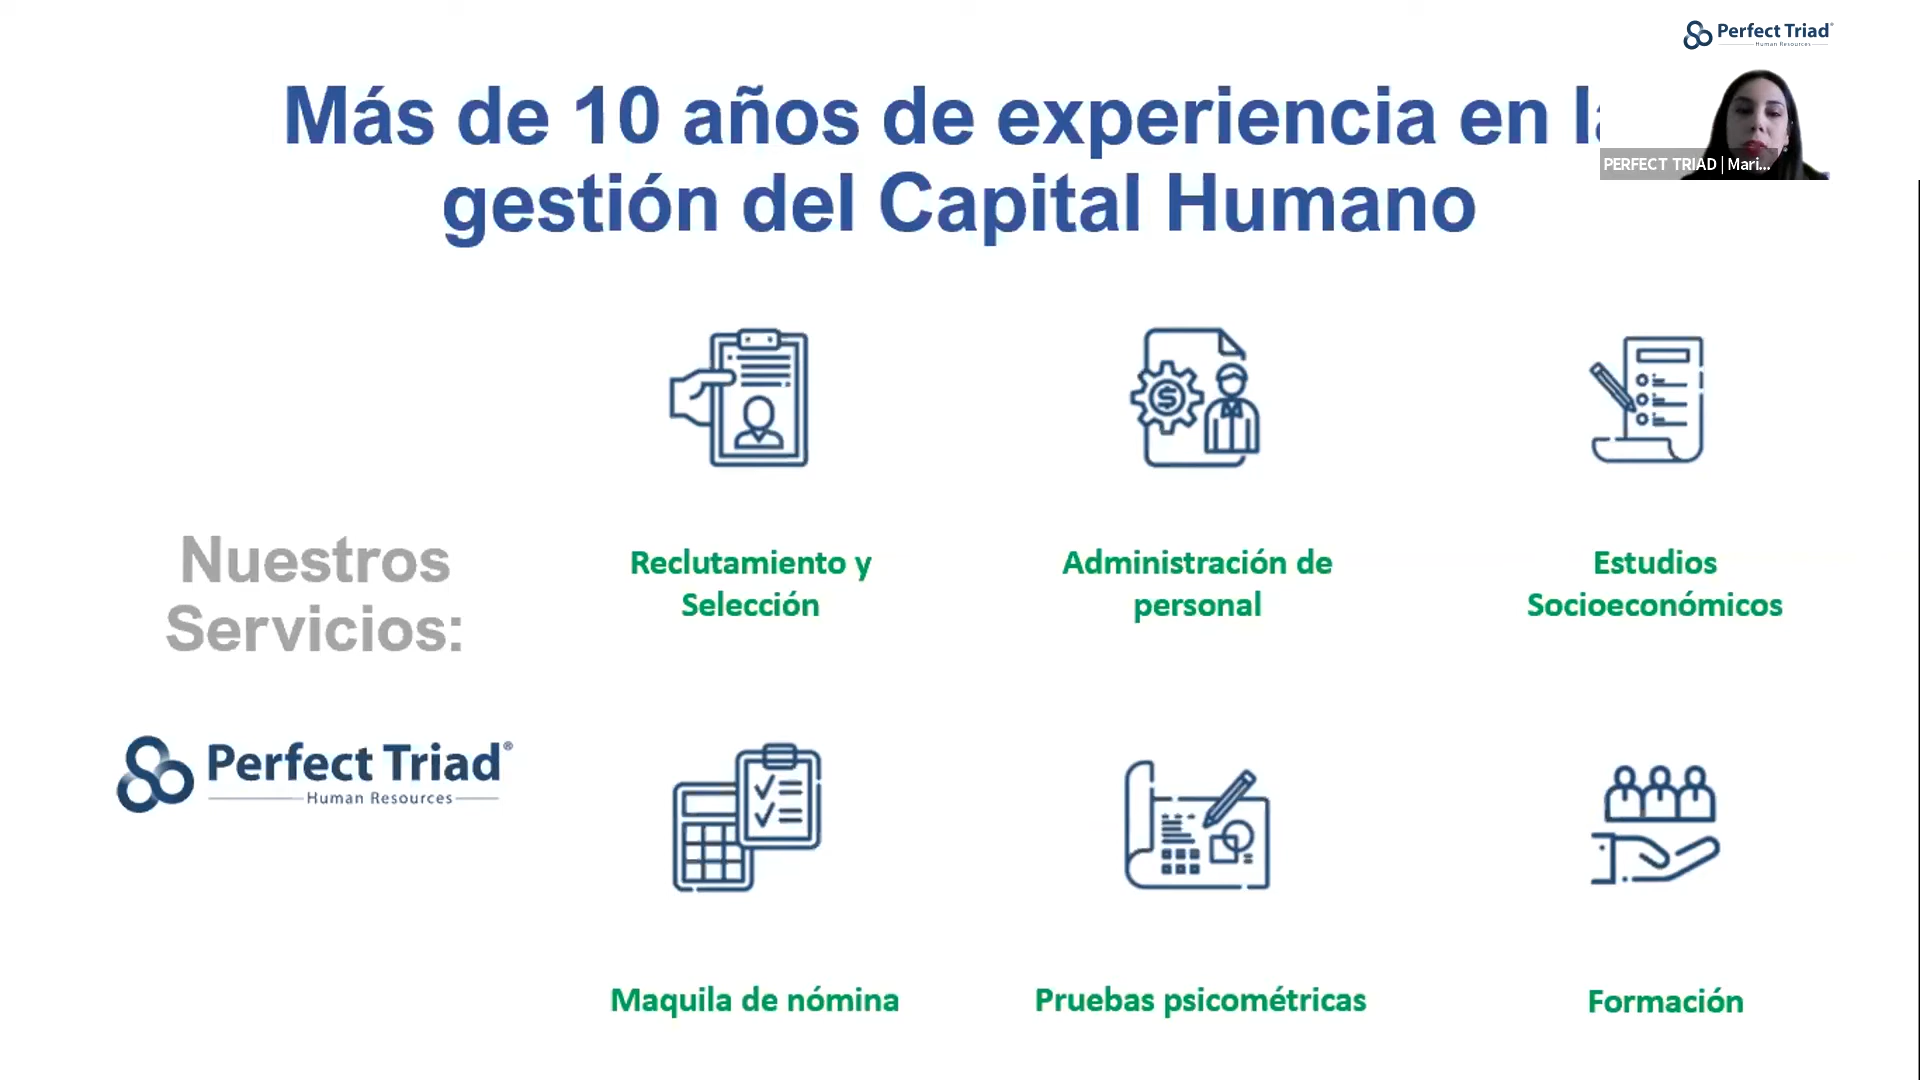 Perfect Triad
Human Resources
Más de 10 años de experiencia en
gestión del Capital Humano
PERFECT TRIAD | Mari...
Nuestros
Servicios:
Perfect Triad®
Human Resources
Reclutamiento y
Selección
Administración de
personal
Estudios
Socioeconómicos
Maquila de nómina
Pruebas psicométricas
Formación